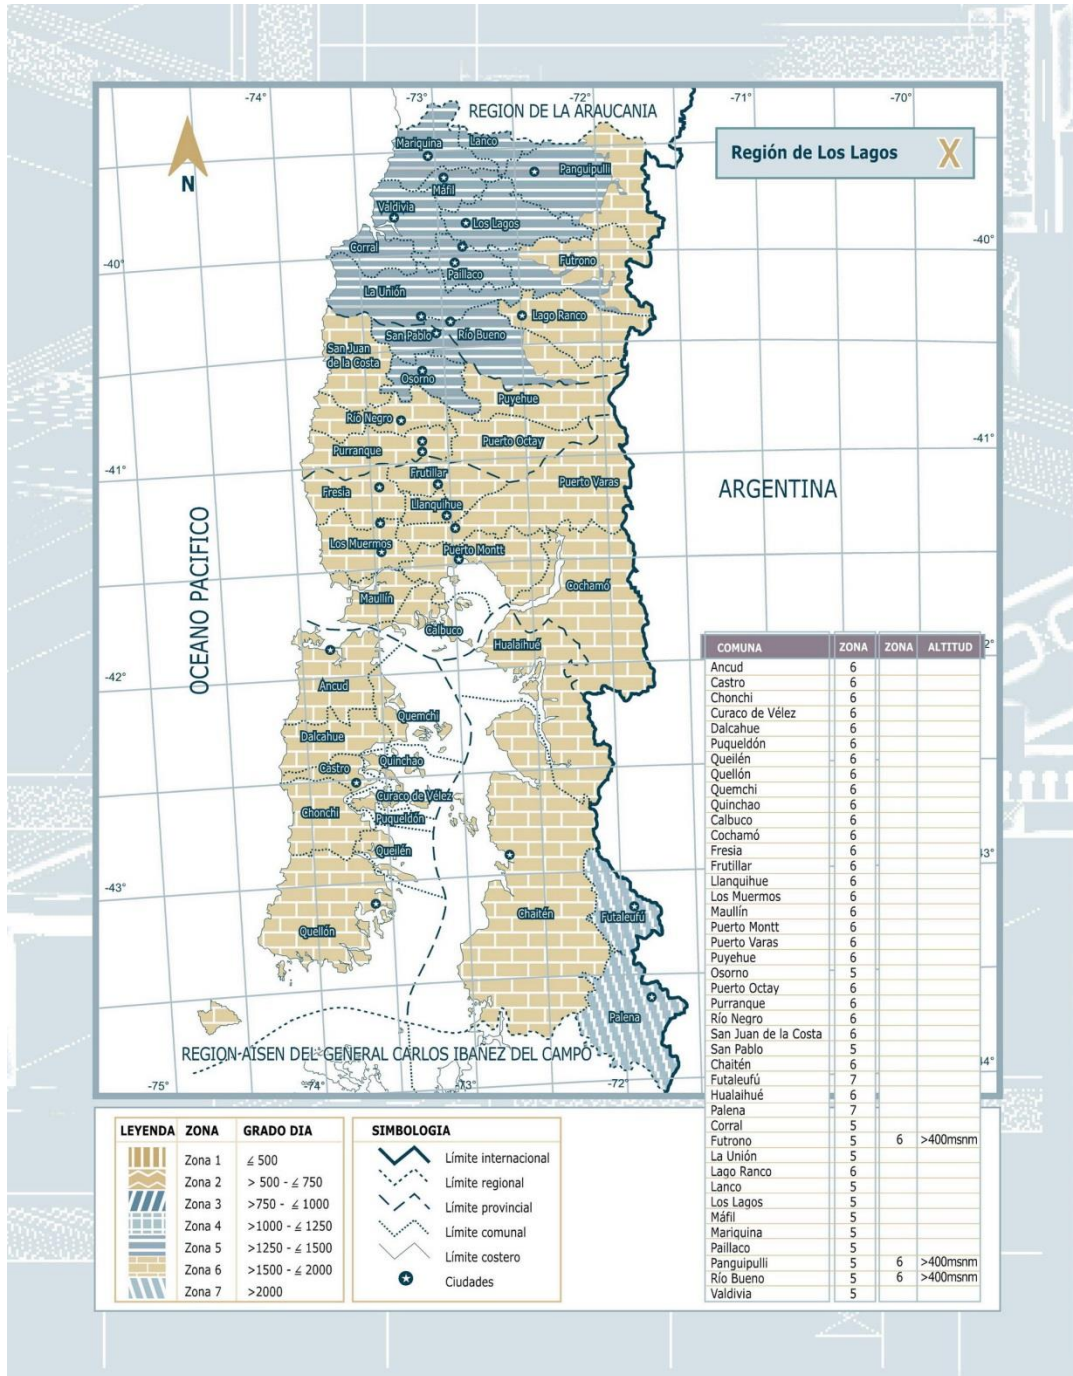 -74°
-73°
-72°
-71°
-70°
REGION DE LA ARAUCANIA
Región de Los Lagos X
N
Mariquina
Lanco
Panguipulli
Máfil
Valdivia
Los Lagos
Corral
-40°
-40°
Futrono
Paillaco
La Unión
Lago Ranco
San Pablo
Río Bueno
San Juan
de la Costa
Osorno
Puyehue
Río Negro
Puerto Octay
-41°
Purranque
-41°
Frutillar
Puerto Varas
Fresia
ARGENTINA
Llanquihue
OCEANO PACIFICO
Los Muermos
Puerto Montt
Cochamó
Maullín
Calbuco
Hualaihué
-42°
2°
Ancud
Quemchi
Dalcahue
Quinchao
Castro
Curaco de Vélez
Chonchi
Puqueldón
Queilén
-43°
43°
Chaitén
Futaleufú
Quellón
Palena
REGION AISEN DEL GENERAL CARLOS IBAÑEZ DEL CAMPO
44°
-75°
-74°
-73°
-72°
COMUNA ZONA ZONA ALTITUD
Ancud 6
Castro 6
Chonchi 6
Curaco de Vélez 6
Dalcahue 6
Puqueldón 6
Queilén 6
Quellón 6
Quemchi 6
Quinchao 6
Calbuco 6
Cochamó 6
Fresia 6
Frutillar 6
Llanquihue 6
Los Muermos 6
Maullín 6
Puerto Montt 6
Puerto Varas 6
Puyehue 6
Osorno 5
Puerto Octay 6
Purranque 6
Río Negro 6
San Juan de la Costa 6
San Pablo 5
Chaitén 6
Futaleufú 7
Hualaihué 6
Palena 7
Corral 5
Futrono 5 6 >400msnm
La Unión 5
Lago Ranco 6
Lanco 5
Los Lagos 5
Máfil 5
Mariquina 5
Paillaco 5
Panguipulli 5 6 >400msnm
Río Bueno 5 6 >400msnm
Valdivia 5
LEYENDA ZONA GRADO DIA
Zona 1 ≤ 500
Zona 2 > 500 - ≤ 750
Zona 3 >750 - ≤ 1000
Zona 4 >1000 - ≤ 1250
Zona 5 >1250 - ≤ 1500
Zona 6 >1500 - ≤ 2000
Zona 7 >2000
SIMBOLOGIA
Límite internacional
Límite regional
Límite provincial
Límite comunal
Límite costero
Ciudades